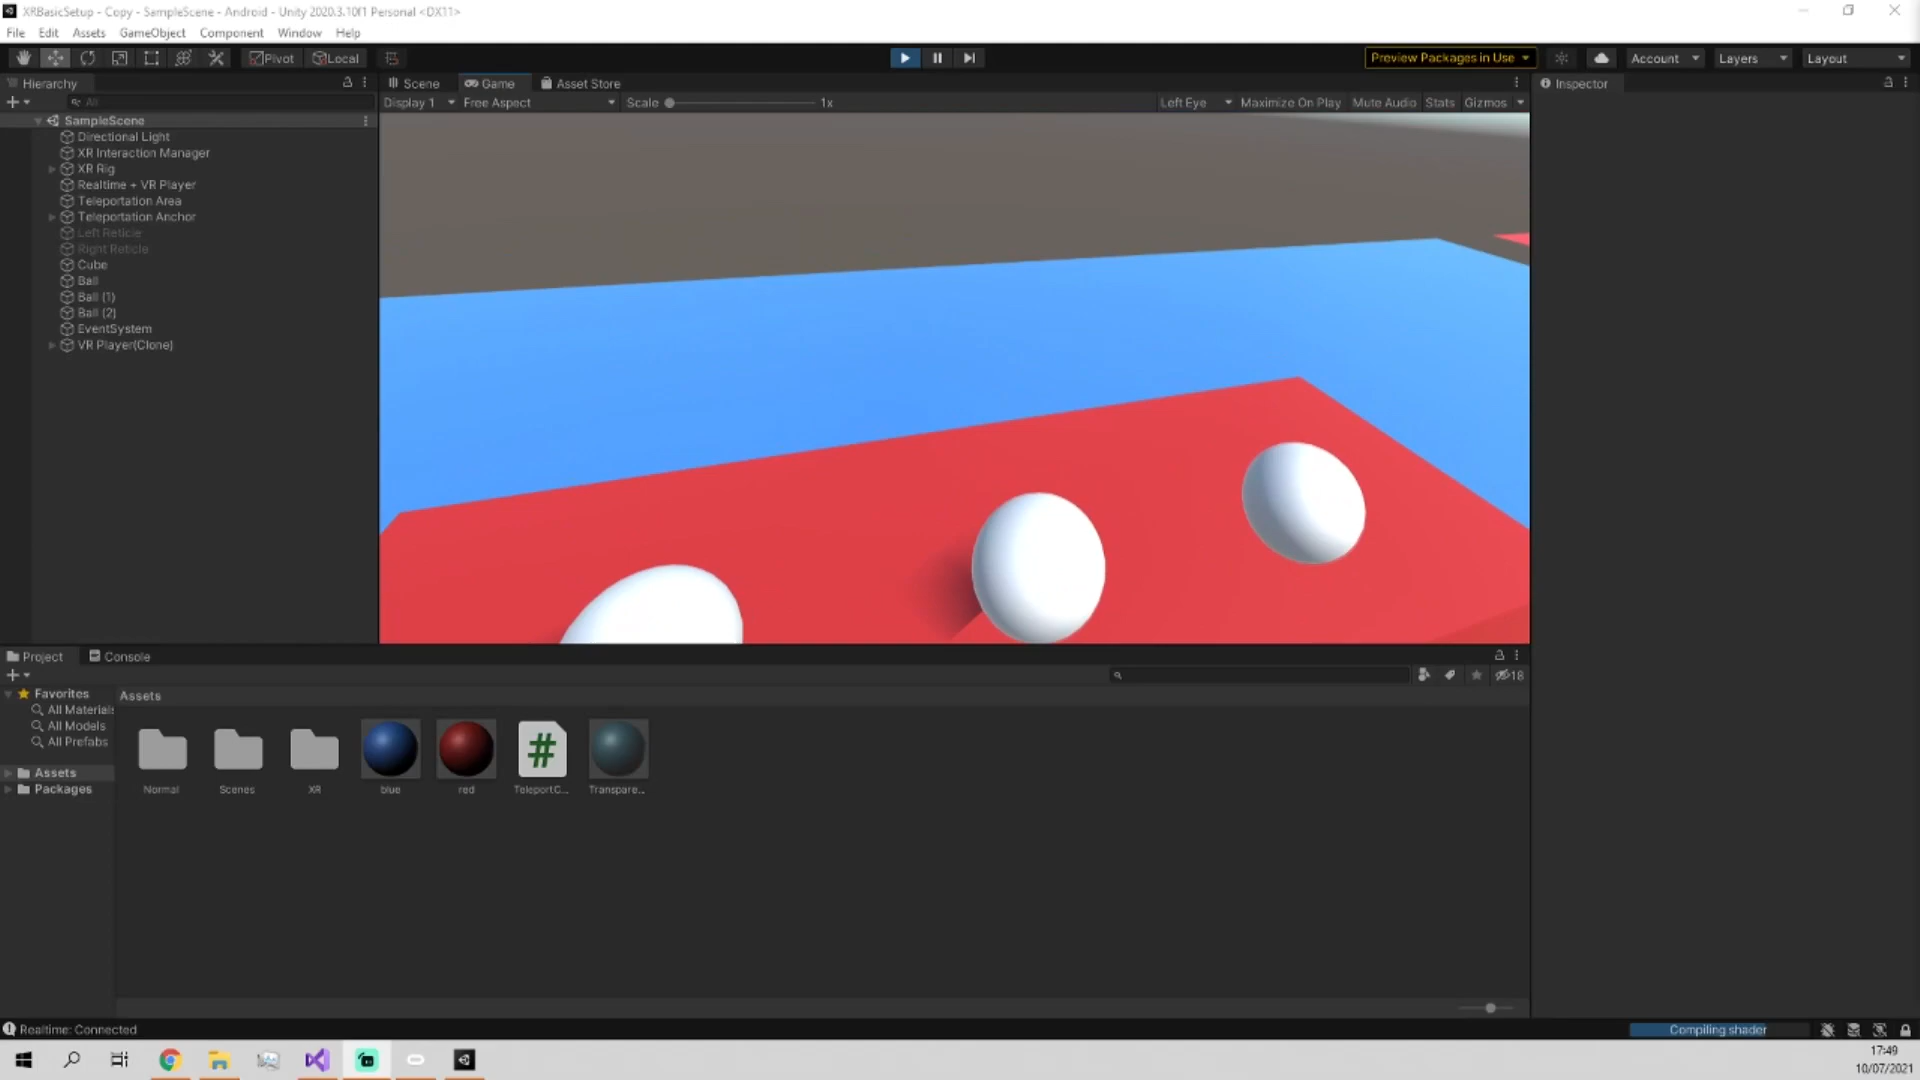 XRBasicSetup - Copy - SampleScene - Android - Unity 2020.3.10f1 Personal <DX11>
File Edit Assets GameObject Component Window Help
Pivot Local Preview Packages in Use Account Layers Layout
Hierarchy Scene Game Asset Store Inspector
All Display 1 Free Aspect Scale 1x Left Eye Maximize On Play Mute Audio Stats Gizmos
SampleScene
Directional Light
XR Interaction Manager
XR Rig
Realtime + VR Player
Teleportation Area
Teleportation Anchor
Left Reticle
Right Reticle
Cube
Ball
Ball (1)
Ball (2)
EventSystem
VR Player(Clone)
Project Console
18
Favorites Assets
All Materials
All Models
All Prefabs
Assets
Packages
Normal Scenes XR blue red TeleportC... Transpare...
Realtime: Connected Compiling shader
17:49
10/07/2021